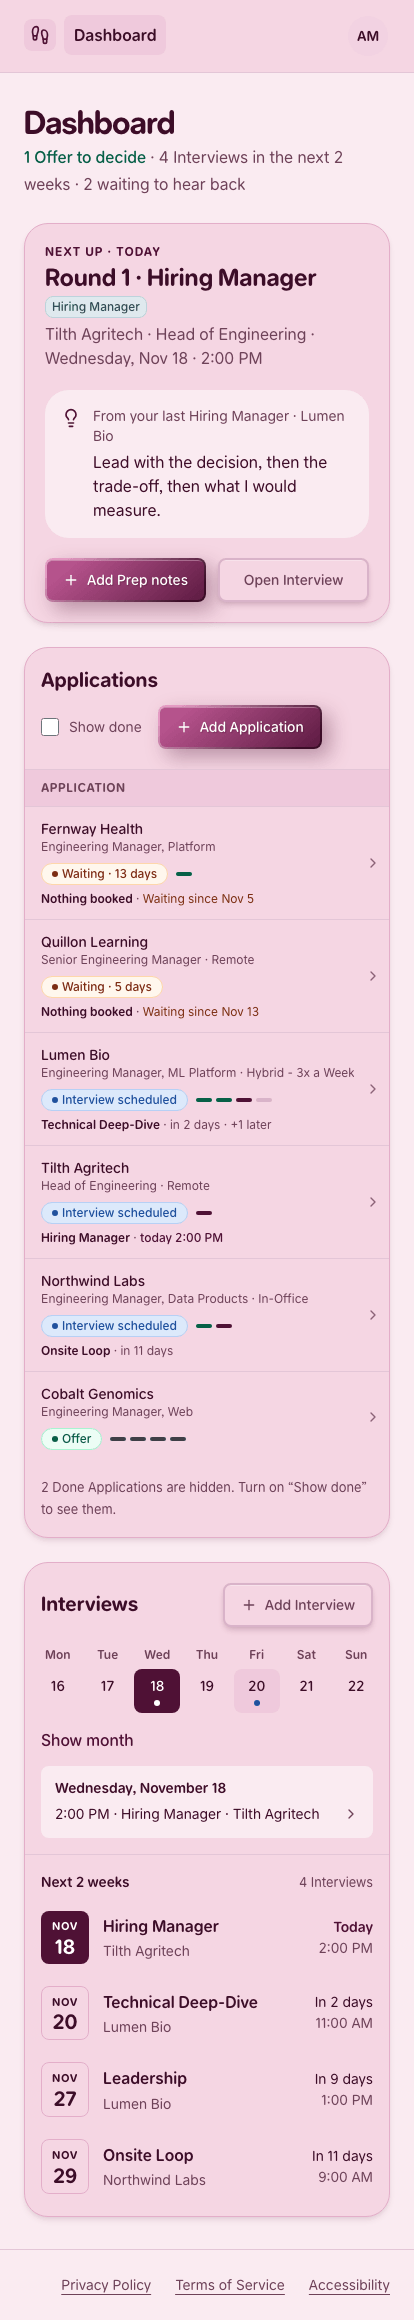 Dashboard
AM
Dashboard
1 Offer to decide · 4 Interviews in the next 2
weeks · 2 waiting to hear back
NEXT UP · TODAY
Round 1 · Hiring Manager
Hiring Manager
Tilth Agritech · Head of Engineering ·
Wednesday, Nov 18 · 2:00 PM
From your last Hiring Manager · Lumen
Bio
Lead with the decision, then the
trade-off, then what I would
measure.
+ Add Prep notes
Open Interview
Applications
Show done
+ Add Application
APPLICATION
Fernway Health
Engineering Manager, Platform
Waiting · 13 days
Nothing booked · Waiting since Nov 5
Quillon Learning
Senior Engineering Manager · Remote
Waiting · 5 days
Nothing booked · Waiting since Nov 13
Lumen Bio
Engineering Manager, ML Platform · Hybrid - 3x a Week
Interview scheduled
Technical Deep-Dive · in 2 days · +1 later
Tilth Agritech
Head of Engineering · Remote
Interview scheduled
Hiring Manager · today 2:00 PM
Northwind Labs
Engineering Manager, Data Products · In-Office
Interview scheduled
Onsite Loop · in 11 days
Cobalt Genomics
Engineering Manager, Web
Offer
2 Done Applications are hidden. Turn on “Show done”
to see them.
Interviews
+ Add Interview
Mon Tue Wed Thu Fri Sat Sun
16 17 18 19 20 21 22
Show month
Wednesday, November 18
2:00 PM · Hiring Manager · Tilth Agritech
Next 2 weeks
4 Interviews
NOV
18
Hiring Manager
Tilth Agritech
Today
2:00 PM
NOV
20
Technical Deep-Dive
Lumen Bio
In 2 days
11:00 AM
NOV
27
Leadership
Lumen Bio
In 9 days
1:00 PM
NOV
29
Onsite Loop
Northwind Labs
In 11 days
9:00 AM
Privacy Policy
Terms of Service
Accessibility